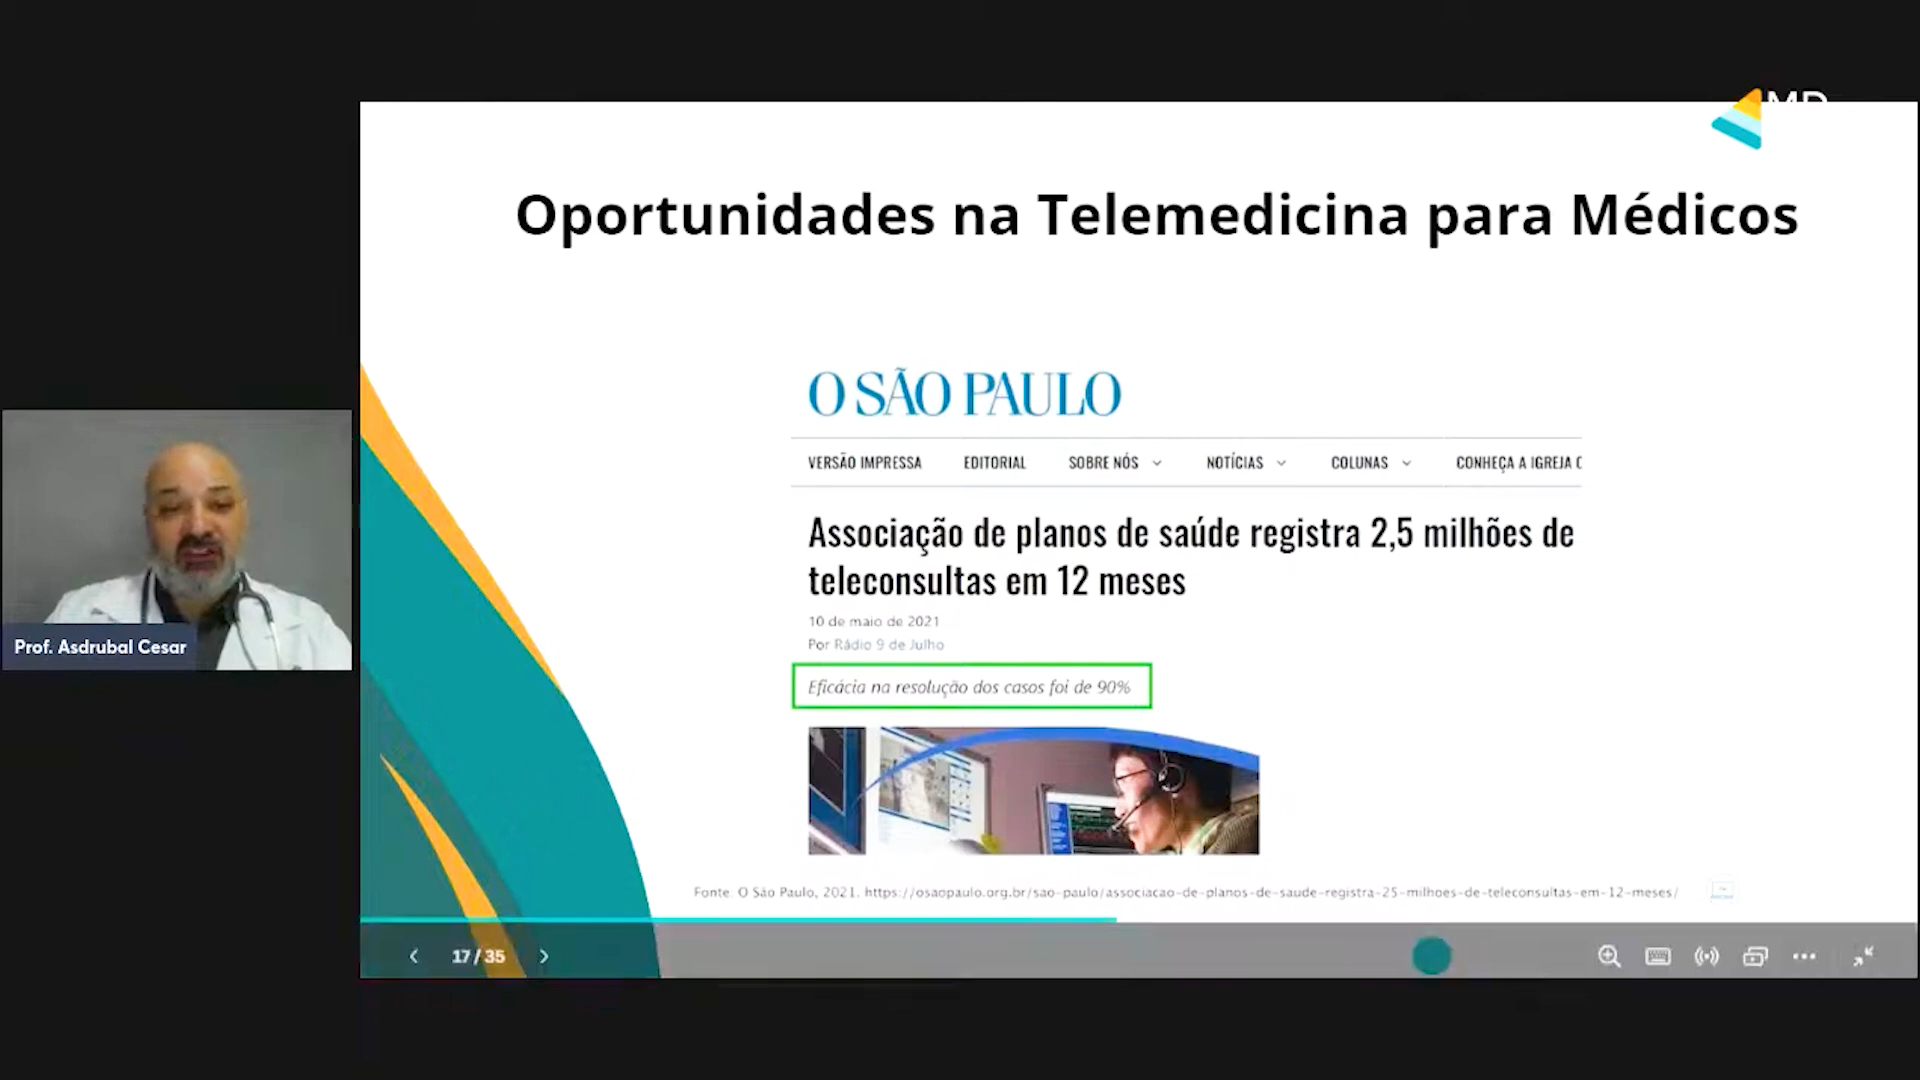 MD
Oportunidades na Telemedicina para Médicos
O SÃO PAULO
VERSÃO IMPRESSA EDITORIAL SOBRE NÓS NOTÍCIAS COLUNAS CONHEÇA A IGREJA C
Associação de planos de saúde registra 2,5 milhões de
teleconsultas em 12 meses
10 de maio de 2021
Por Rádio 9 de Julho
Eficácia na resolução dos casos foi de 90%
Prof. Asdrubal Cesar
Fonte: O São Paulo, 2021. https://osaopaulo.org.br/sao-paulo/associacao-de-planos-de-saude-registra-25-milhoes-de-teleconsultas-em-12-meses/
17 / 35